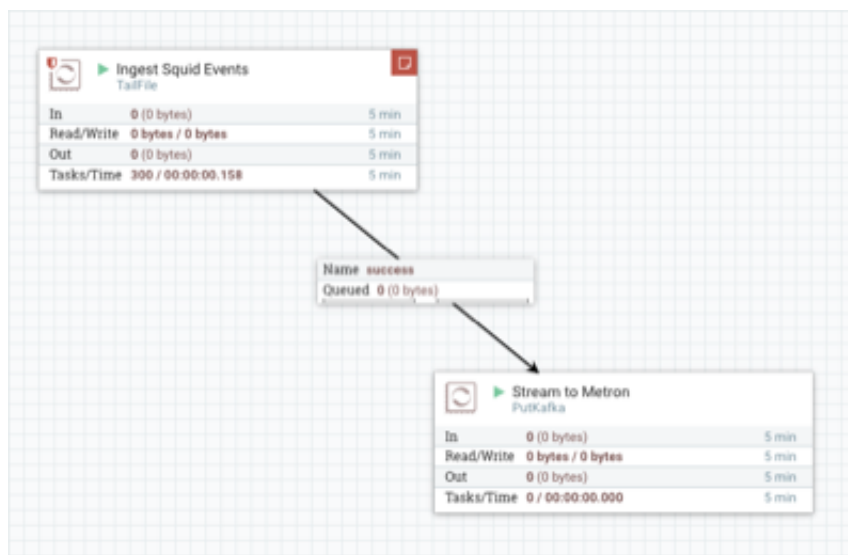 Ingest Squid Events
TailFile
In 0 (0 bytes) 5 min
Read/Write 0 bytes / 0 bytes 5 min
Out 0 (0 bytes) 5 min
Tasks/Time 300 / 00:00:00.158 5 min
Name success
Queued 0 (0 bytes)
Stream to Metron
PutKafka
In 0 (0 bytes) 5 min
Read/Write 0 bytes / 0 bytes 5 min
Out 0 (0 bytes) 5 min
Tasks/Time 0 / 00:00:00.000 5 min